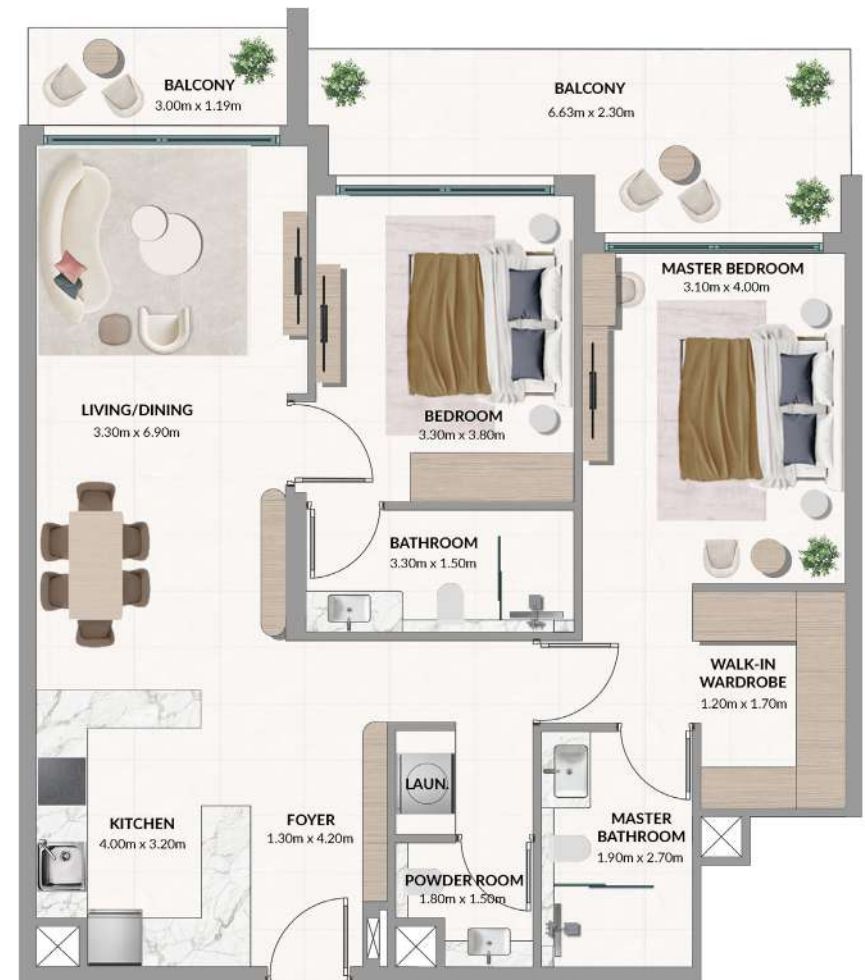 BALCONY
3.00m x 1.19m
BALCONY
6.63m x 2.30m
MASTER BEDROOM
3.10m x 4.00m
LIVING/DINING
3.30m x 6.90m
BEDROOM
3.30m x 3.80m
BATHROOM
3.30m x 1.50m
WALK-IN
WARDROBE
1.20m x 1.70m
LAUN.
KITCHEN
4.00m x 3.20m
FOYER
1.30m x 4.20m
MASTER
BATHROOM
1.90m x 2.70m
POWDER ROOM
1.80m x 1.50m